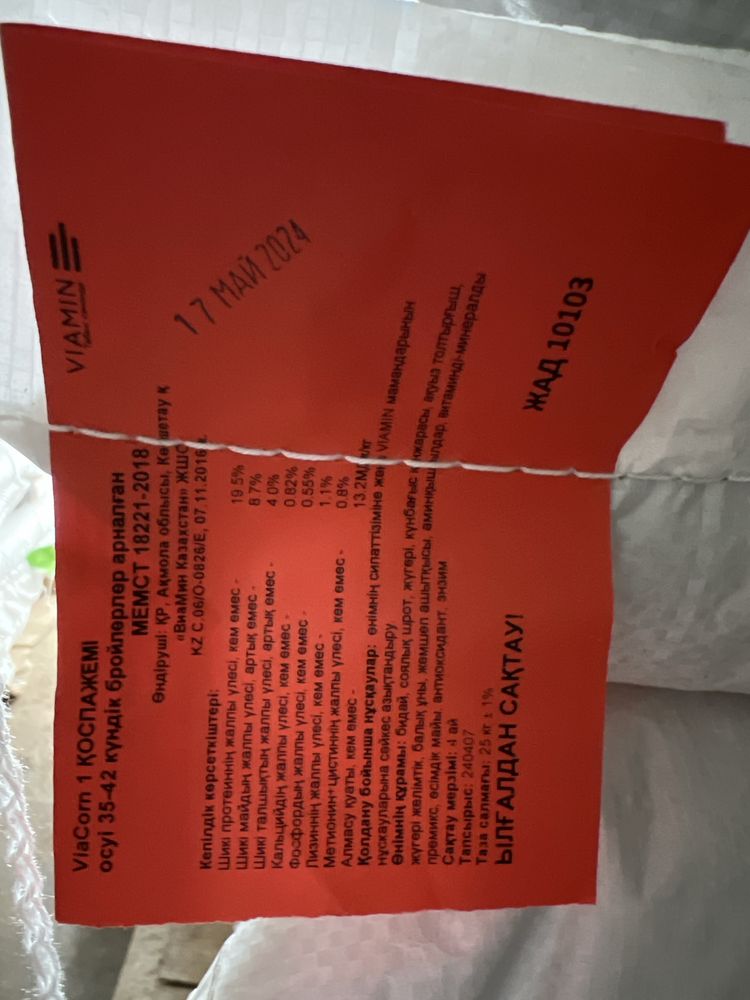 VIAMIN
17 МАЙ 2024
ViaCorn 1 ҚОСПАЖЕМІ
осуі 35-42 күндік бройлерлер арналған
МЕМСТ 18221-2018
Өндіруші: ҚР, Ақмола облысы, Көкшетау қ
«ВиаМин Казахстан» ЖШС
KZ С.06/О-0826/Е, 07.11.2016ж.
Кепілдік көрсеткіштері:
Шикі протеиннің жалпы үлесі, кем емес - 19.5%
Шикі майдың жалпы үлесі, артық емес - 8.7%
Шикі талшықтың жалпы үлесі, артық емес - 4.0%
Кальцийдің жалпы үлесі, кем емес - 0.82%
Фосфордың жалпы үлесі, кем емес - 0.55%
Лизиннің жалпы үлесі, кем емес - 1.1%
Метионин+цистиннің жалпы үлесі, кем емес - 0.8%
Алмасу қуаты, кем емес - 13.2МДж/кг
Қолдану бойынша нұсқаулар: өнімнің сипаттізіміне және VIAMIN мамандарының
нұсқауларына сәйкес азықтандыру.
Өнімнің құрамы: бидай, соялық шрот, жүгері, күнбағыс күнжарасы, ақуыз толтырғыш,
жүгері желімтік, балық ұны, жемшөп ашытқысы, аминқышқылдар, витаминді-минералды
премикс, өсімдік майы, антиоксидант, энзим
Сақтау мерзімі: 4 ай
Тапсырыс: 240407
Таза салмағы: 25 кг ± 1%
ЫЛҒАЛДАН САҚТАУ!
ЖАД 10103